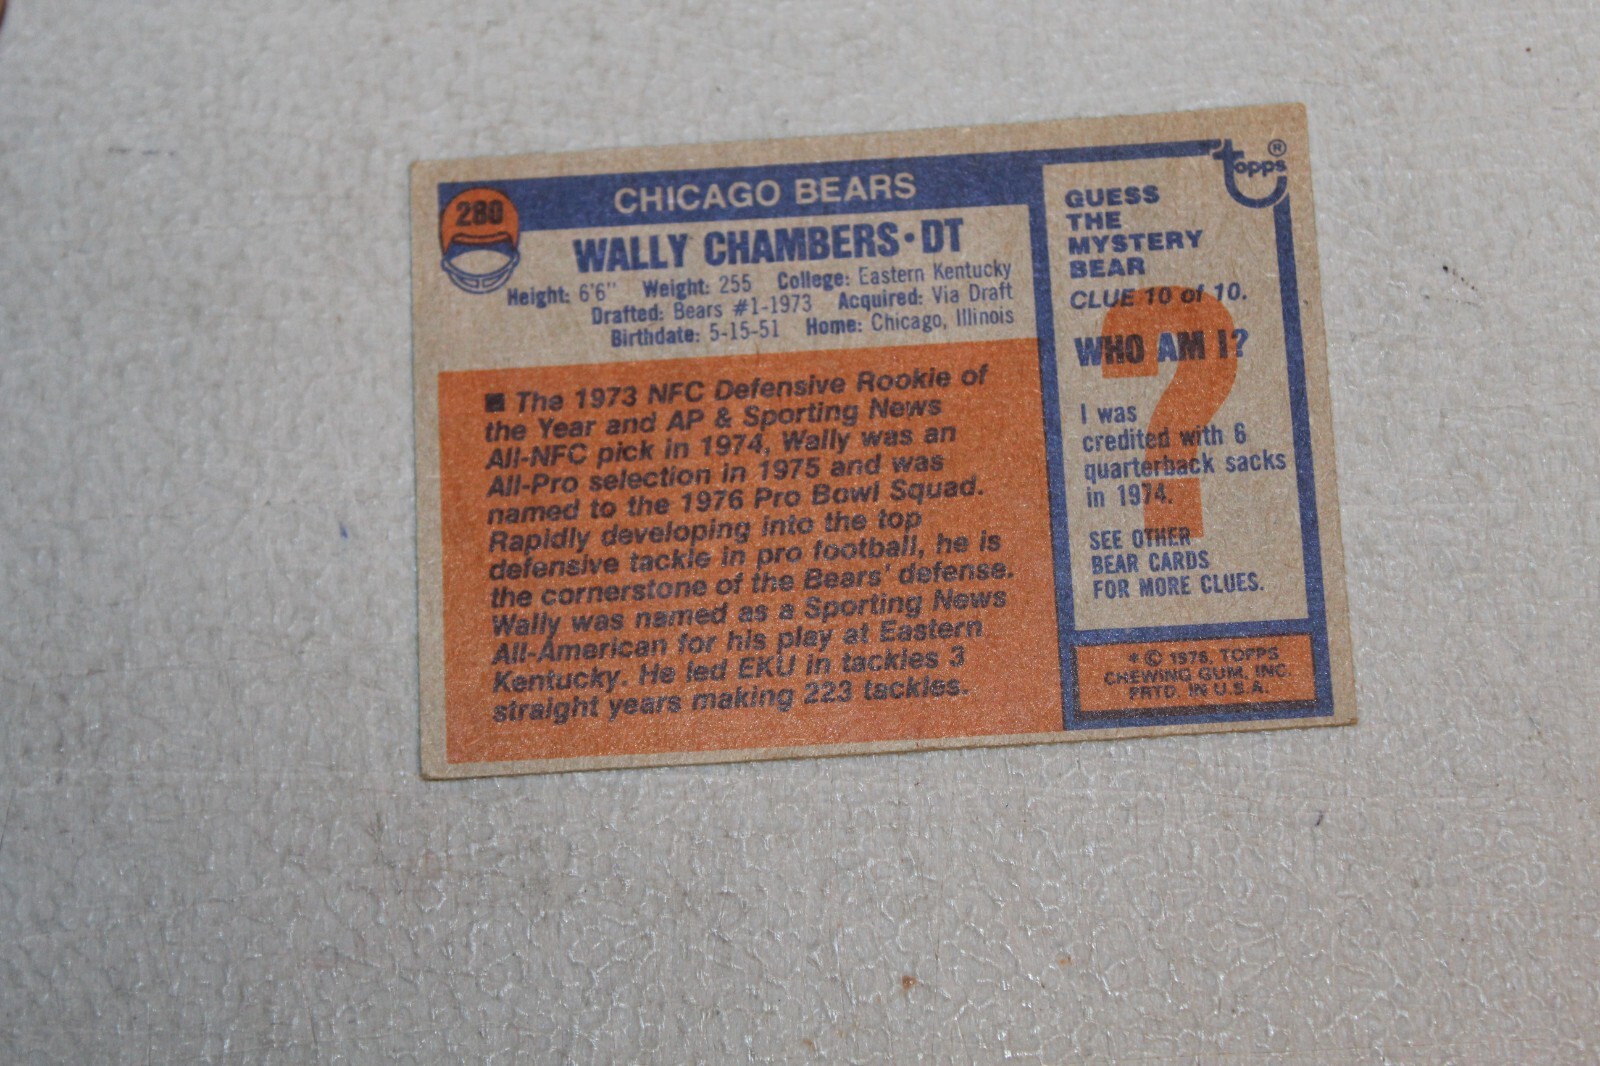 280
CHICAGO BEARS
WALLY CHAMBERS • DT
Height: 6'6" Weight: 255 College: Eastern Kentucky
Drafted: Bears #1-1973 Acquired: Via Draft
Birthdate: 5-15-51 Home: Chicago, Illinois
■ The 1973 NFC Defensive Rookie of
the Year and AP & Sporting News
All-NFC pick in 1974, Wally was an
All-Pro selection in 1975 and was
named to the 1976 Pro Bowl Squad.
Rapidly developing into the top
defensive tackle in pro football, he is
the cornerstone of the Bears' defense.
Wally was named as a Sporting News
All-American for his play at Eastern
Kentucky. He led EKU in tackles 3
straight years making 223 tackles.
topps®
GUESS
THE
MYSTERY
BEAR
CLUE 10 of 10.
WHO AM I?
?
I was
credited with 6
quarterback sacks
in 1974.
SEE OTHER
BEAR CARDS
FOR MORE CLUES.
* © 1976, TOPPS
CHEWING GUM, INC.
PRTD. IN U.S.A.